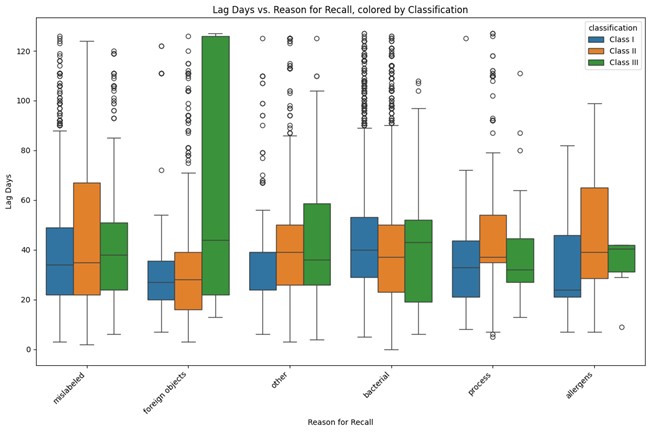 Lag Days vs. Reason for Recall, colored by Classification
classification
Class I
Class II
Class III
Lag Days
120
100
80
60
40
20
0
mislabeled
foreign objects
other
bacterial
process
allergens
Reason for Recall